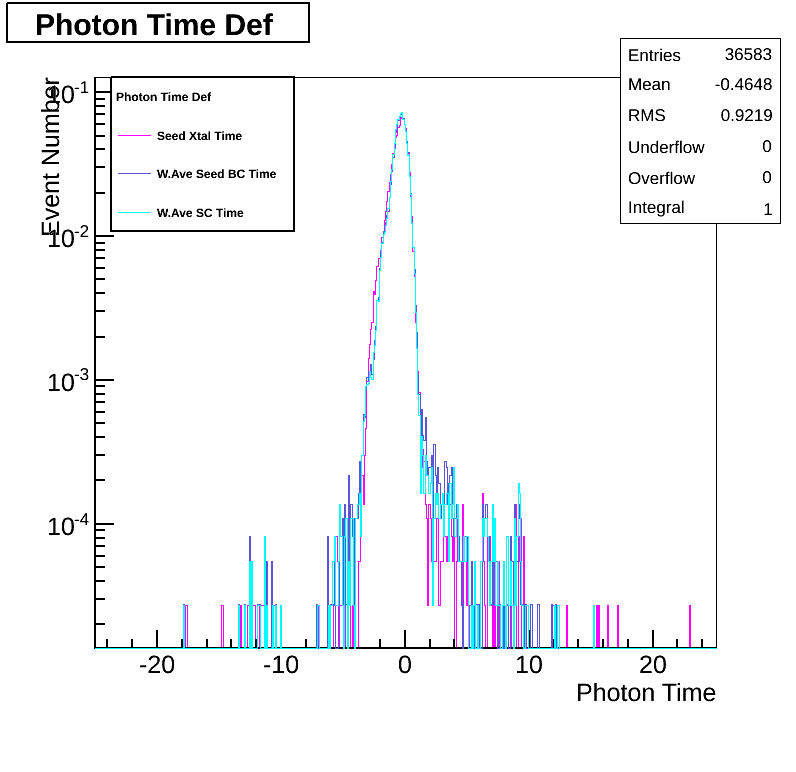 Photon Time Def
Entries 36583
Mean -0.4648
RMS 0.9219
Underflow 0
Overflow 0
Integral 1
Photon Time Def
Seed Xtal Time
W.Ave Seed BC Time
W.Ave SC Time
Event Number
10-1
10-2
10-3
10-4
-20 -10 0 10 20
Photon Time